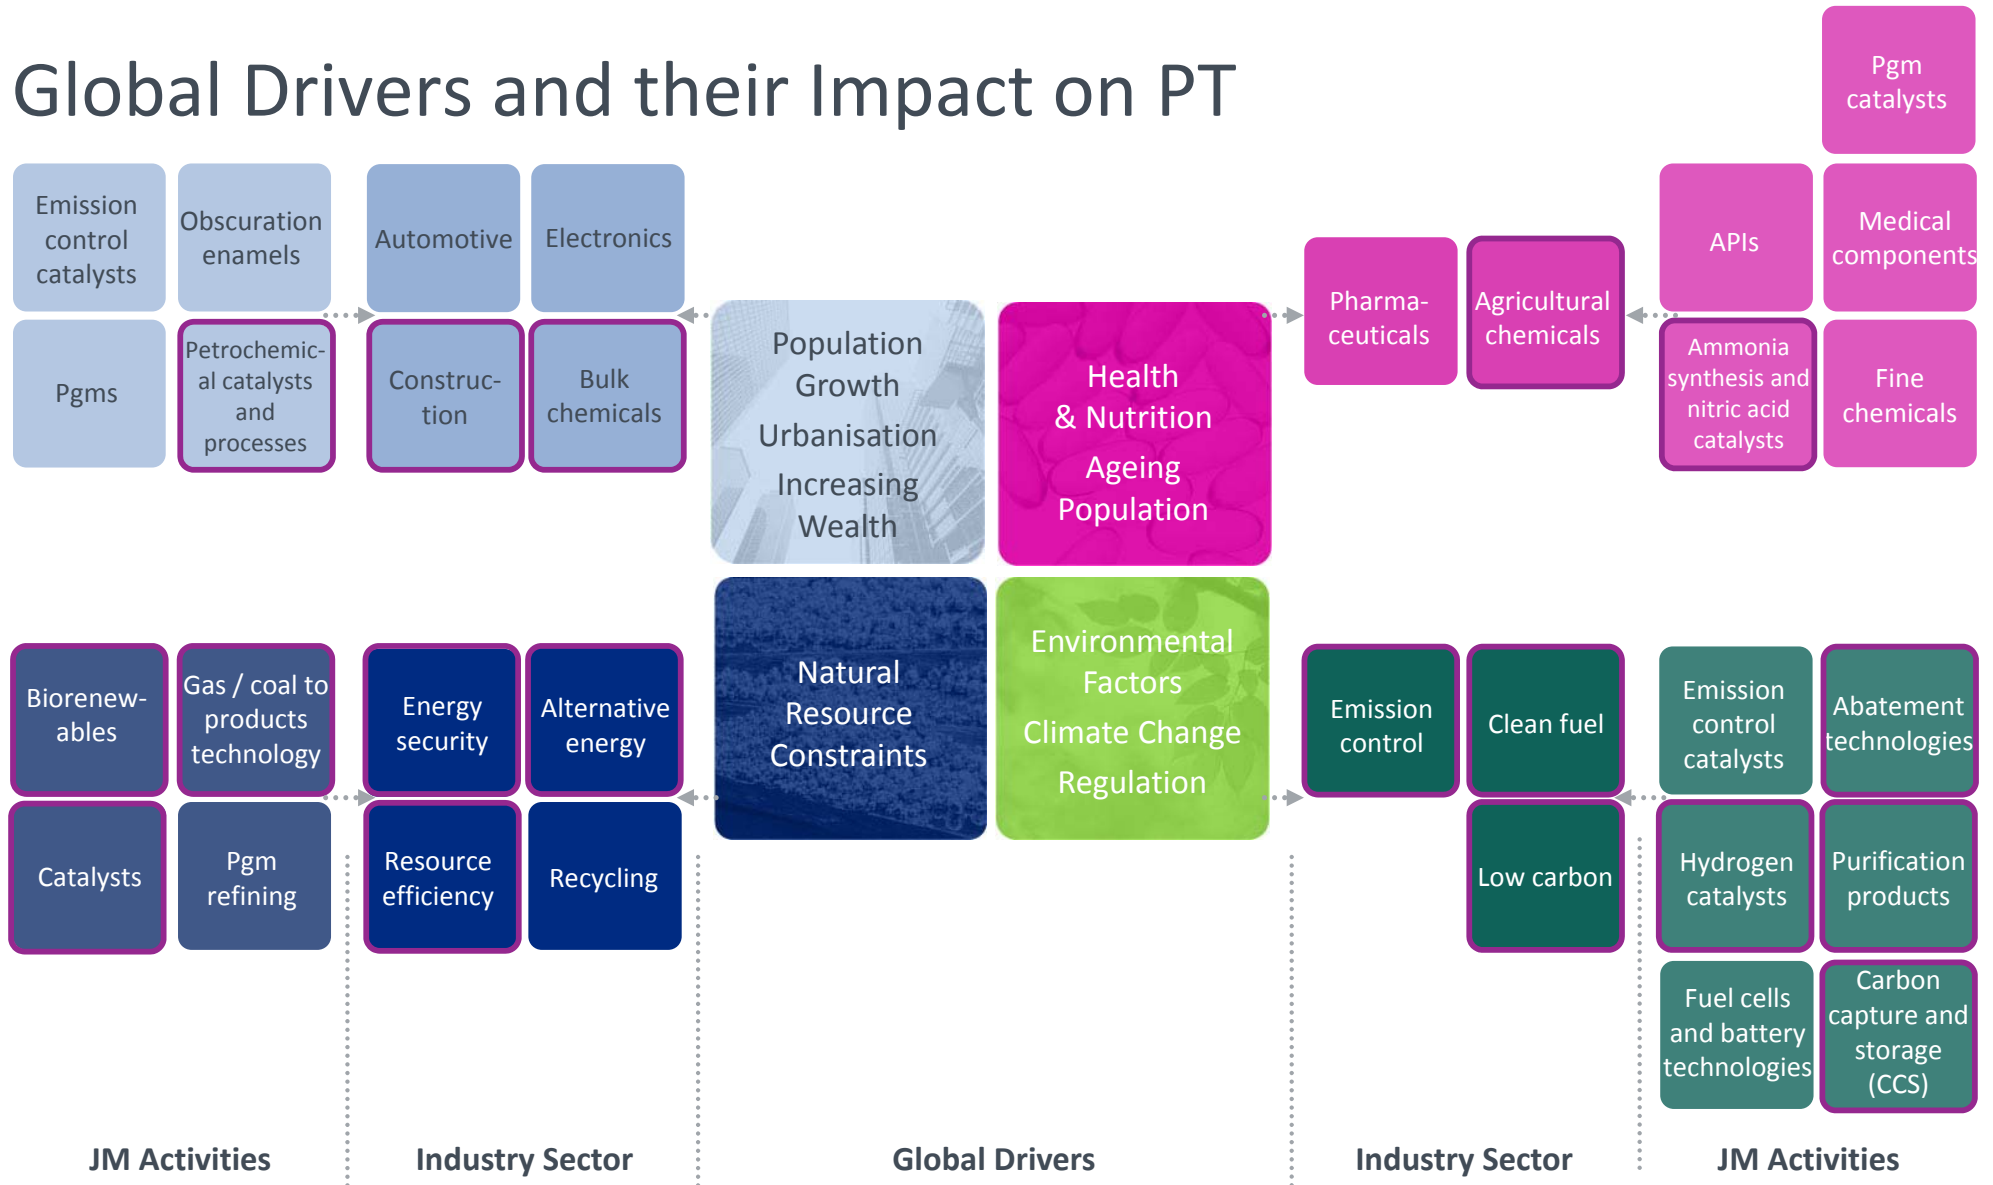 Global Drivers and their Impact on PT
Pgm
catalysts
Emission
control
catalysts
Obscuration
enamels
Automotive
Electronics
Pgms
Petrochemic-
al catalysts
and
processes
Construc-
tion
Bulk
chemicals
Population
Growth
Urbanisation
Increasing
Wealth
Health
& Nutrition
Ageing
Population
Pharma-
ceuticals
Agricultural
chemicals
APIs
Medical
components
Ammonia
synthesis and
nitric acid
catalysts
Fine
chemicals
Biorenew-
ables
Gas / coal to
products
technology
Energy
security
Alternative
energy
Catalysts
Pgm
refining
Resource
efficiency
Recycling
Natural
Resource
Constraints
Environmental
Factors
Climate Change
Regulation
Emission
control
Clean fuel
Low carbon
Emission
control
catalysts
Abatement
technologies
Hydrogen
catalysts
Purification
products
Fuel cells
and battery
technologies
Carbon
capture and
storage
(CCS)
JM Activities
Industry Sector
Global Drivers
Industry Sector
JM Activities